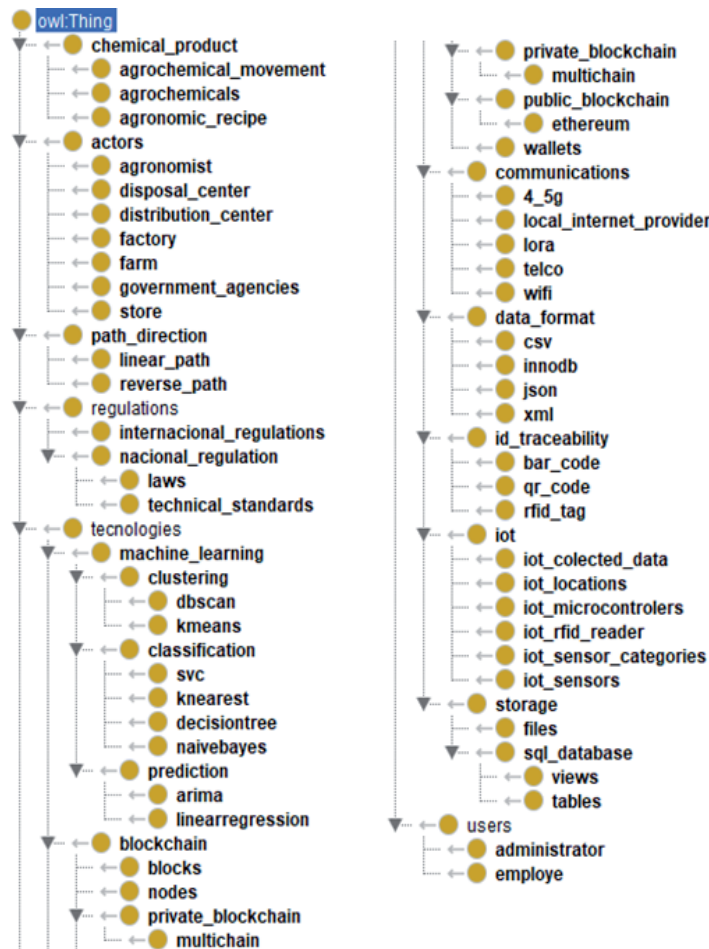 owl:Thing
chemical_product
agrochemical_movement
agrochemicals
agronomic_recipe
actors
agronomist
disposal_center
distribution_center
factory
farm
government_agencies
store
path_direction
linear_path
reverse_path
regulations
internacional_regulations
nacional_regulation
laws
technical_standards
tecnologies
machine_learning
clustering
dbscan
kmeans
classification
svc
knearest
decisiontree
naivebayes
prediction
arima
linearregression
blockchain
blocks
nodes
private_blockchain
multichain
private_blockchain
multichain
public_blockchain
ethereum
wallets
communications
4_5g
local_internet_provider
lora
telco
wifi
data_format
csv
innodb
json
xml
id_traceability
bar_code
qr_code
rfid_tag
iot
iot_colected_data
iot_locations
iot_microcontrolers
iot_rfid_reader
iot_sensor_categories
iot_sensors
storage
files
sql_database
views
tables
users
administrator
employe